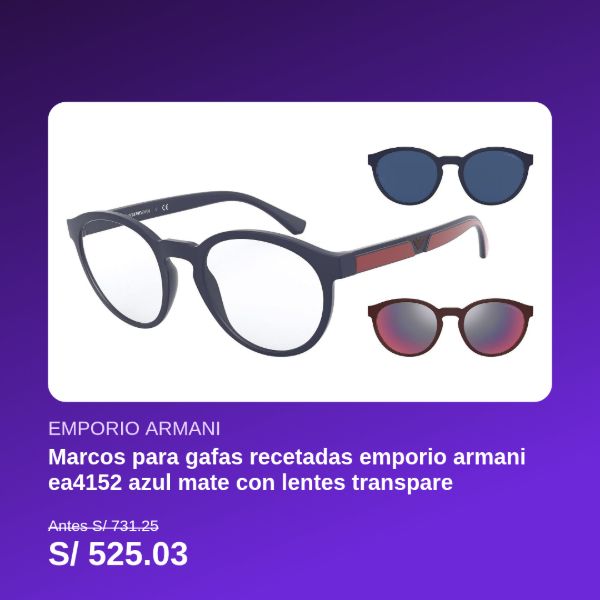 EMPORIO ARMANI
Marcos para gafas recetadas emporio armani
ea4152 azul mate con lentes transpare
Antes S/ 731.25
S/ 525.03